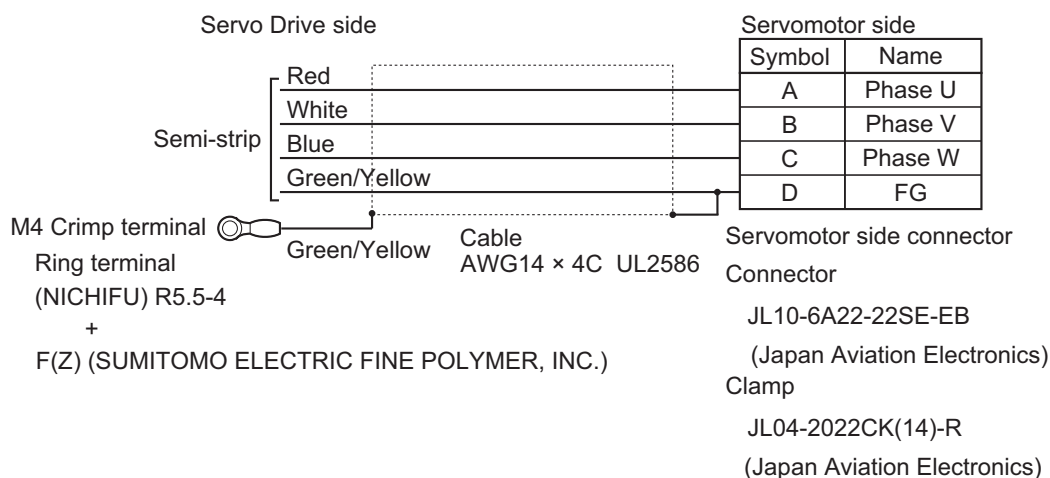 Servo Drive side
Servomotor side
Symbol Name
Red
A Phase U
White
B Phase V
Semi-strip
Blue
C Phase W
Green/Yellow
D FG
M4 Crimp terminal
Green/Yellow
Ring terminal
(NICHIFU) R5.5-4
+
F(Z) (SUMITOMO ELECTRIC FINE POLYMER, INC.)
Cable
AWG14 × 4C UL2586
Servomotor side connector
Connector
JL10-6A22-22SE-EB
(Japan Aviation Electronics)
Clamp
JL04-2022CK(14)-R
(Japan Aviation Electronics)